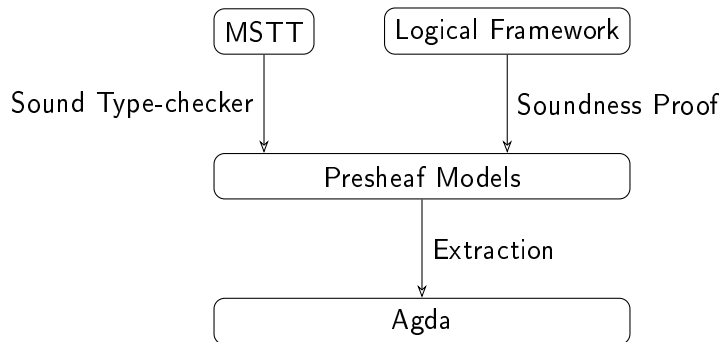 MSTT
Logical Framework
Sound Type-checker
Soundness Proof
Presheaf Models
Extraction
Agda